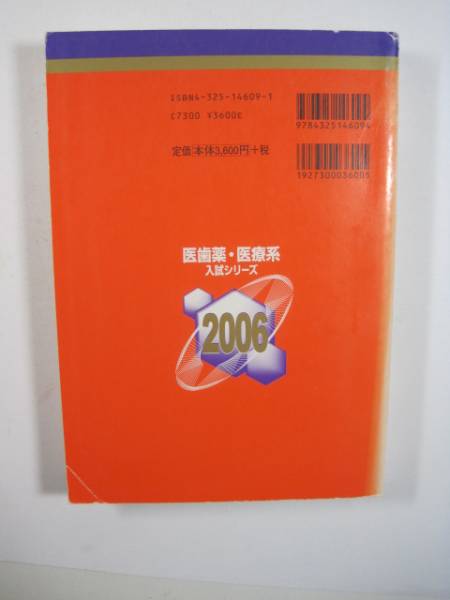 ISBN4-325-14609-1
C7300 ¥3600E
定価 本体3,600円+税
9784325146094
1927300036005
医歯薬・医療系
入試シリーズ
2006